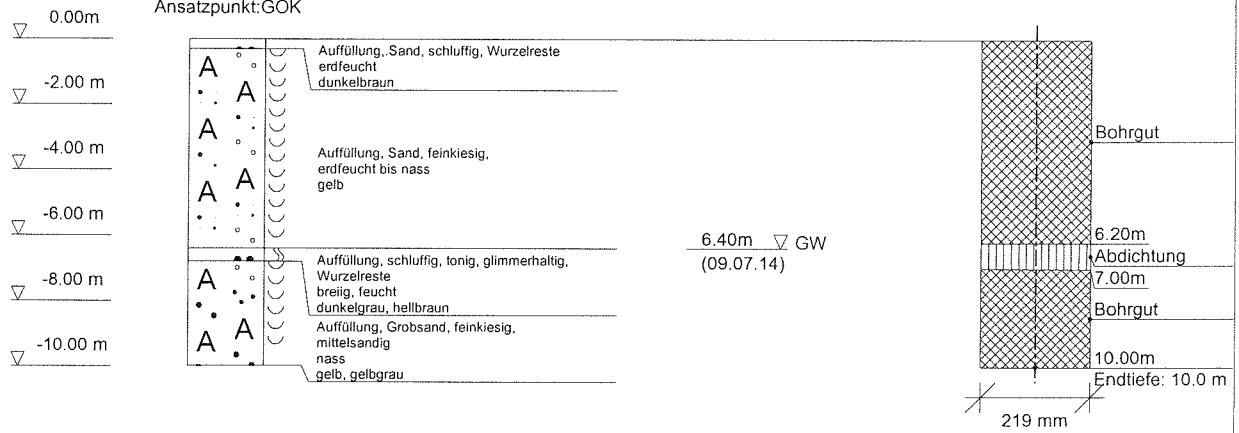 Ansatzpunkt:GOK
0.00m
-2.00 m
-4.00 m
-6.00 m
-8.00 m
-10.00 m
A
A
A
A
A
A
A
A
A
Auffüllung, Sand, schluffig, Wurzelreste
erdfeucht
dunkelbraun
Auffüllung, Sand, feinkiesig,
erdfeucht bis nass
gelb
Auffüllung, schluffig, tonig, glimmerhaltig,
Wurzelreste
breiig, feucht
dunkelgrau, hellbraun
Auffüllung, Grobsand, feinkiesig,
mittelsandig
nass
gelb, gelbgrau
6.40m GW
(09.07.14)
Bohrgut
6.20m
Abdichtung
7.00m
Bohrgut
10.00m
Endtiefe: 10.0 m
219 mm